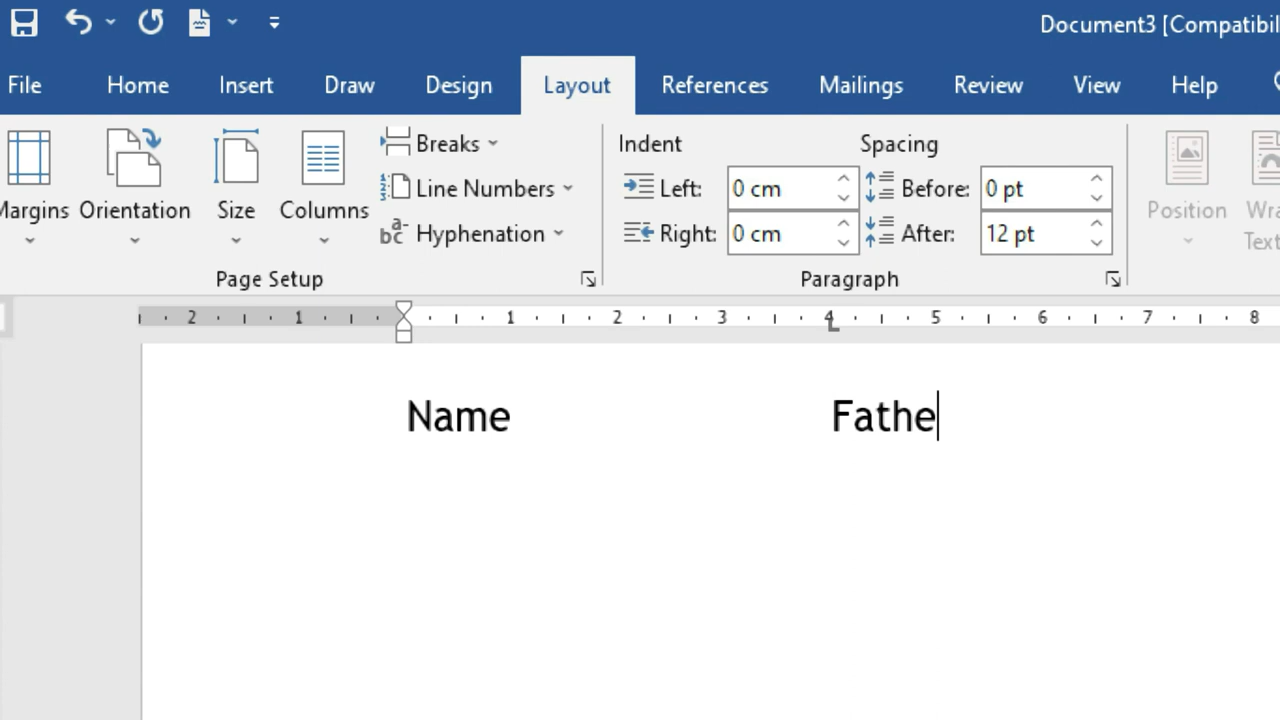 Document3 [Compatibil
File Home Insert Draw Design Layout References Mailings Review View Help
Margins Orientation Size Columns
Breaks
Line Numbers
Hyphenation
Page Setup
Indent Spacing
Left: 0 cm Before: 0 pt
Right: 0 cm After: 12 pt
Paragraph
Position
Wra
Text
2 1 1 2 3 4 5 6 7 8
Name Fathe